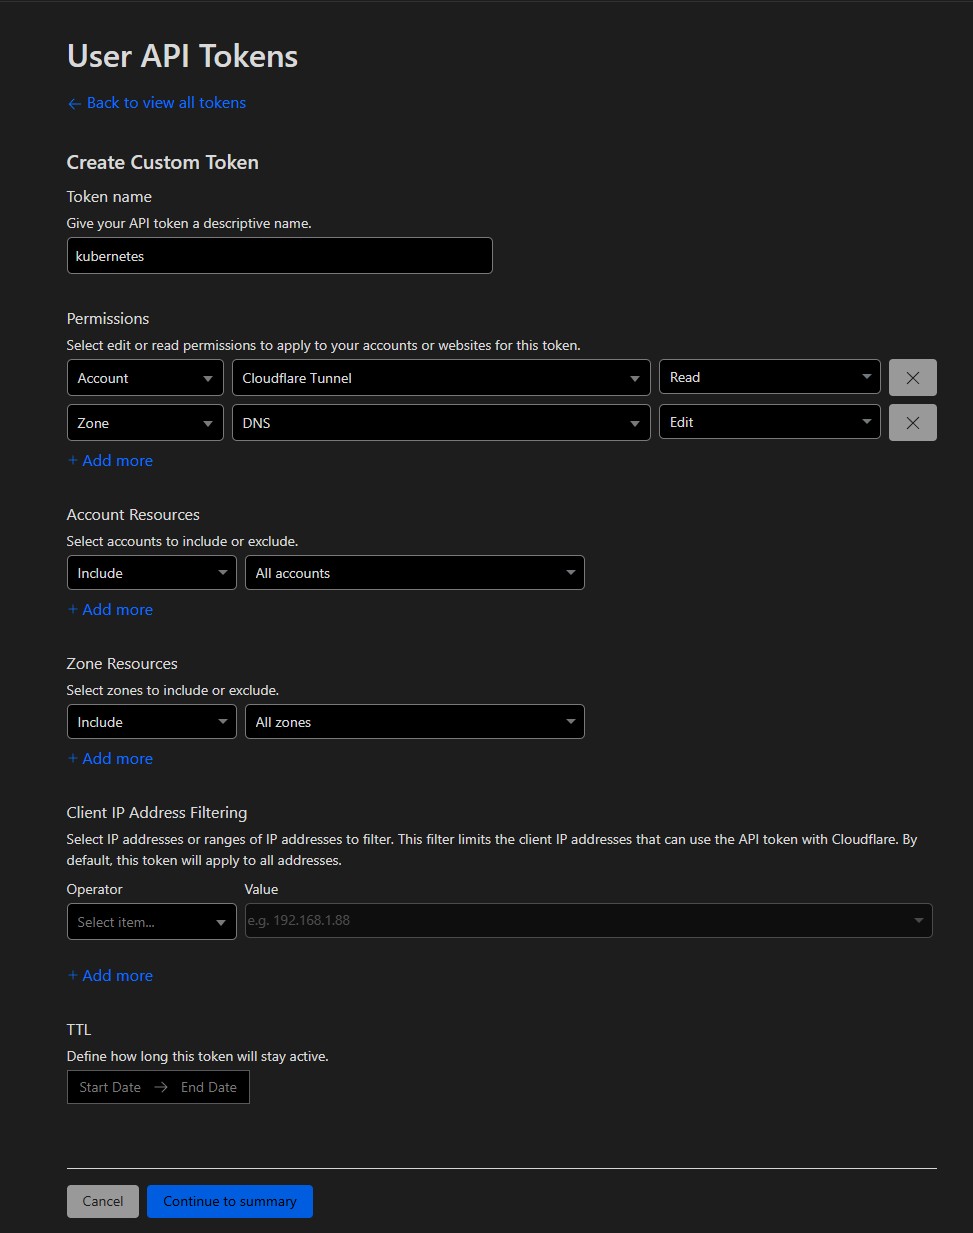 User API Tokens
← Back to view all tokens
Create Custom Token
Token name
Give your API token a descriptive name.
kubernetes
Permissions
Select edit or read permissions to apply to your accounts or websites for this token.
Account Cloudflare Tunnel Read
Zone DNS Edit
+ Add more
Account Resources
Select accounts to include or exclude.
Include All accounts
+ Add more
Zone Resources
Select zones to include or exclude.
Include All zones
+ Add more
Client IP Address Filtering
Select IP addresses or ranges of IP addresses to filter. This filter limits the client IP addresses that can use the API token with Cloudflare. By
default, this token will apply to all addresses.
Operator Value
Select item... e.g. 192.168.1.88
+ Add more
TTL
Define how long this token will stay active.
Start Date → End Date
Cancel Continue to summary